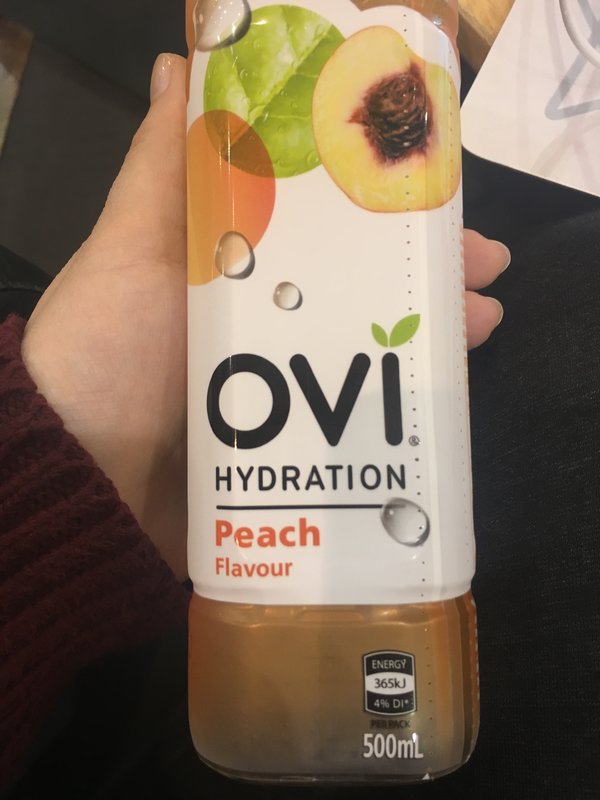 OVI
®
HYDRATION
Peach
Flavour
ENERGY
365kJ
4% DI*
PER PACK
500mL